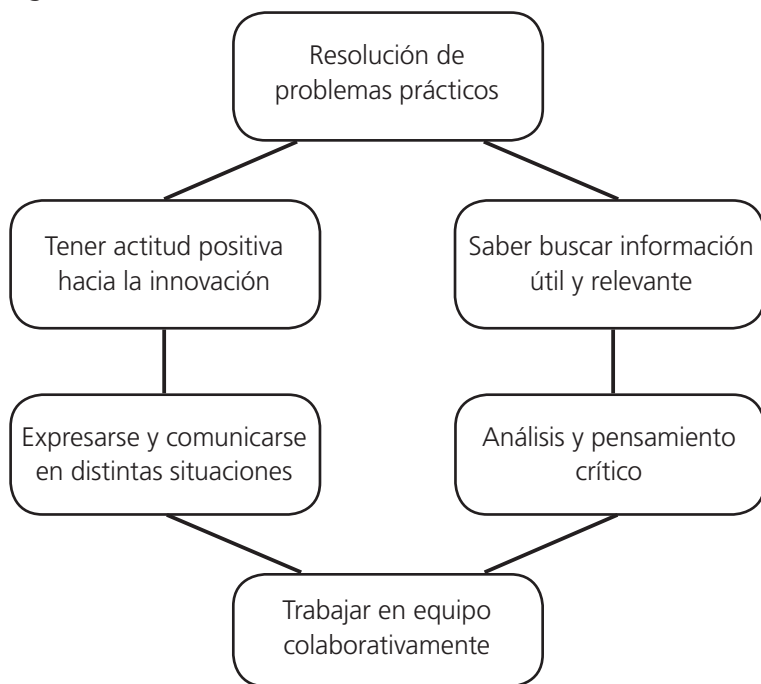 Resolución de
problemas prácticos
Tener actitud positiva
hacia la innovación
Saber buscar información
útil y relevante
Expresarse y comunicarse
en distintas situaciones
Análisis y pensamiento
crítico
Trabajar en equipo
colaborativamente